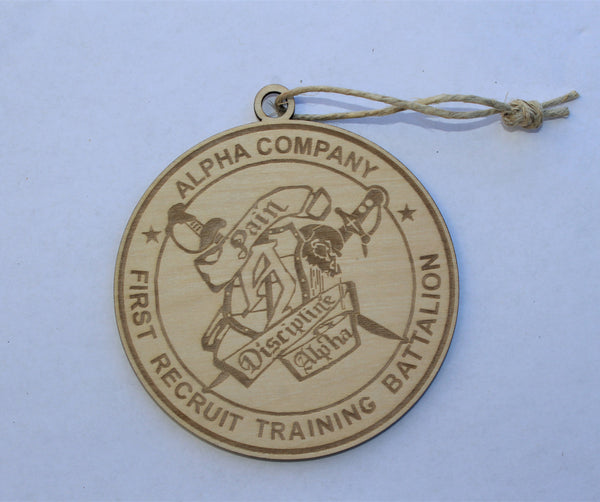 ALPHA COMPANY
Pain
Discipline
Alpha
FIRST RECRUIT TRAINING BATTALION